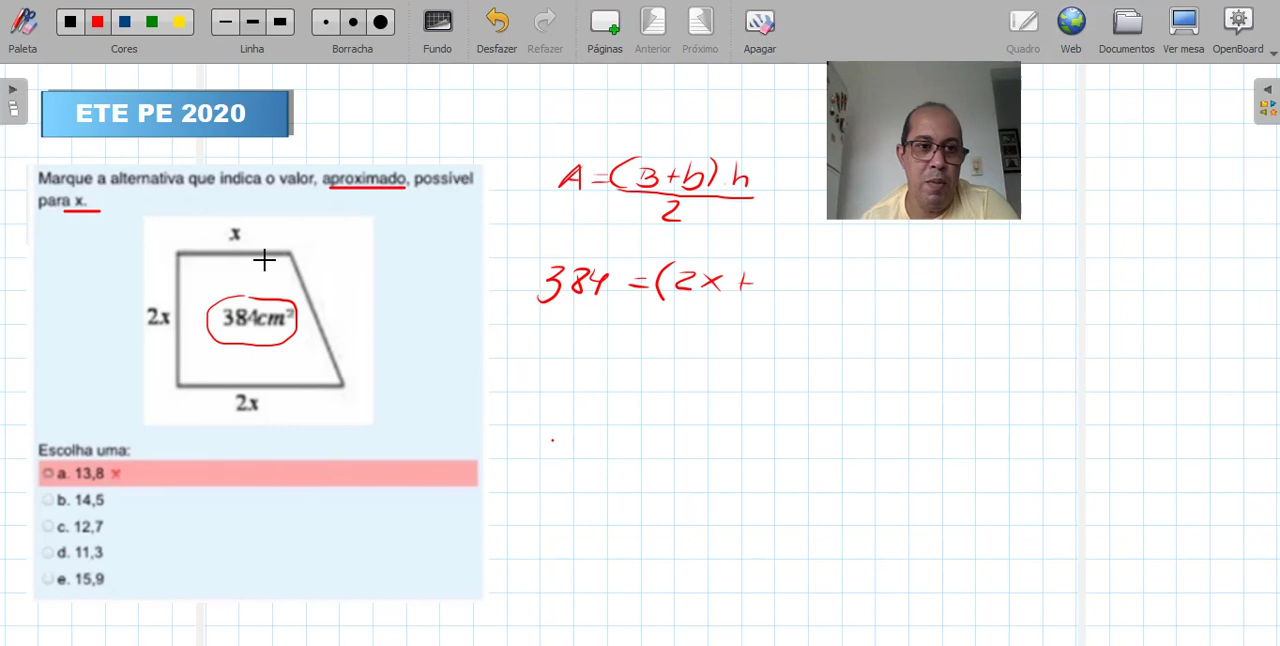 Paleta
Cores
Linha
Borracha
Fundo
Desfazer
Refazer
Páginas
Anterior
Próximo
Apagar
Quadro
Web
Documentos
Ver mesa
OpenBoard
ETE PE 2020
Marque a alternativa que indica o valor, aproximado, possível
para x.
x
2x
384cm²
2x
Escolha uma:
a. 13,8 ×
b. 14,5
c. 12,7
d. 11,3
e. 15,9
A = (B+b).h
2
384 = (2x +